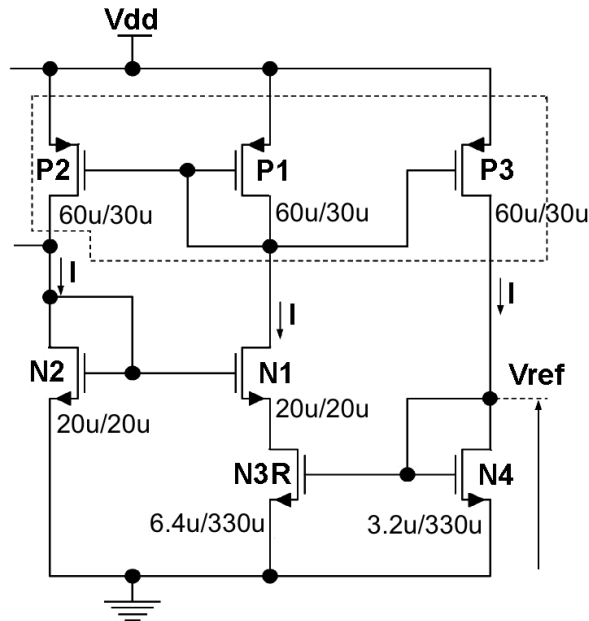 Vdd
P2
P1
P3
60u/30u
60u/30u
60u/30u
I
I
I
N2
N1
Vref
20u/20u
20u/20u
N3R
N4
6.4u/330u
3.2u/330u